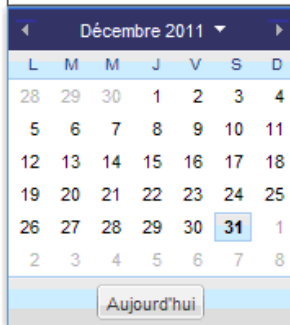 Décembre 2011
L M M J V S D
28 29 30 1 2 3 4
5 6 7 8 9 10 11
12 13 14 15 16 17 18
19 20 21 22 23 24 25
26 27 28 29 30 31 1
2 3 4 5 6 7 8
Aujourd'hui